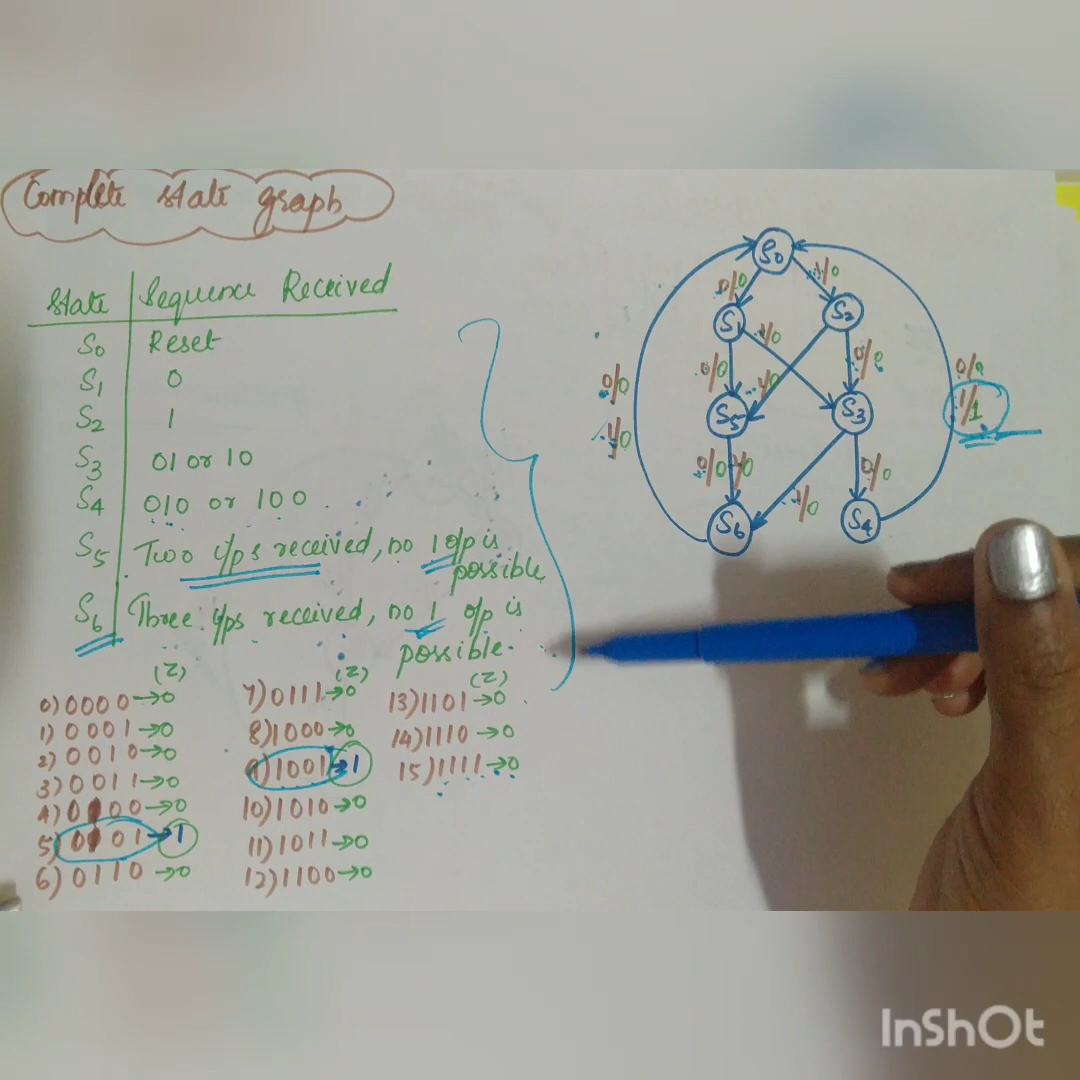 Complete state graph
State Sequence Received
S0 Reset
S1 0
S2 1
S3 01 or 10
S4 010 or 100
S5 Two i/ps received, no 1 o/p is
possible
S6 Three i/ps received, no 1 o/p is
possible.
(Z)
0) 0000→0
1) 0001→0
2) 0010→0
3) 0011→0
4) 0100→0
5) 0101→1
6) 0110→0
(Z)
7) 0111→0
8) 1000→0
9) 1001→1
10) 1010→0
11) 1011→0
12) 1100→0
(Z)
13) 1101→0
14) 1110→0
15) 1111→0
S0
0/0 1/0
S1 S2
1/0
0/0 1/0 0/0
S5 S3
0/0 1/0 0/0
1/0
S6 S4
0/0
1/0
0/0
1/1
InShOt